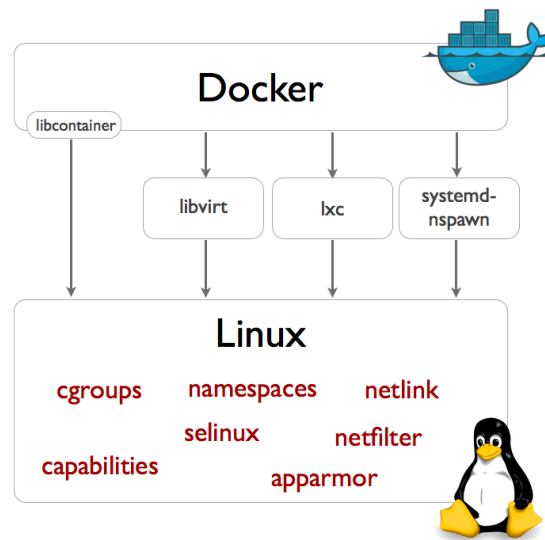 Docker
libcontainer
libvirt
lxc
systemd-
nspawn
Linux
cgroups
namespaces
netlink
selinux
netfilter
capabilities
apparmor